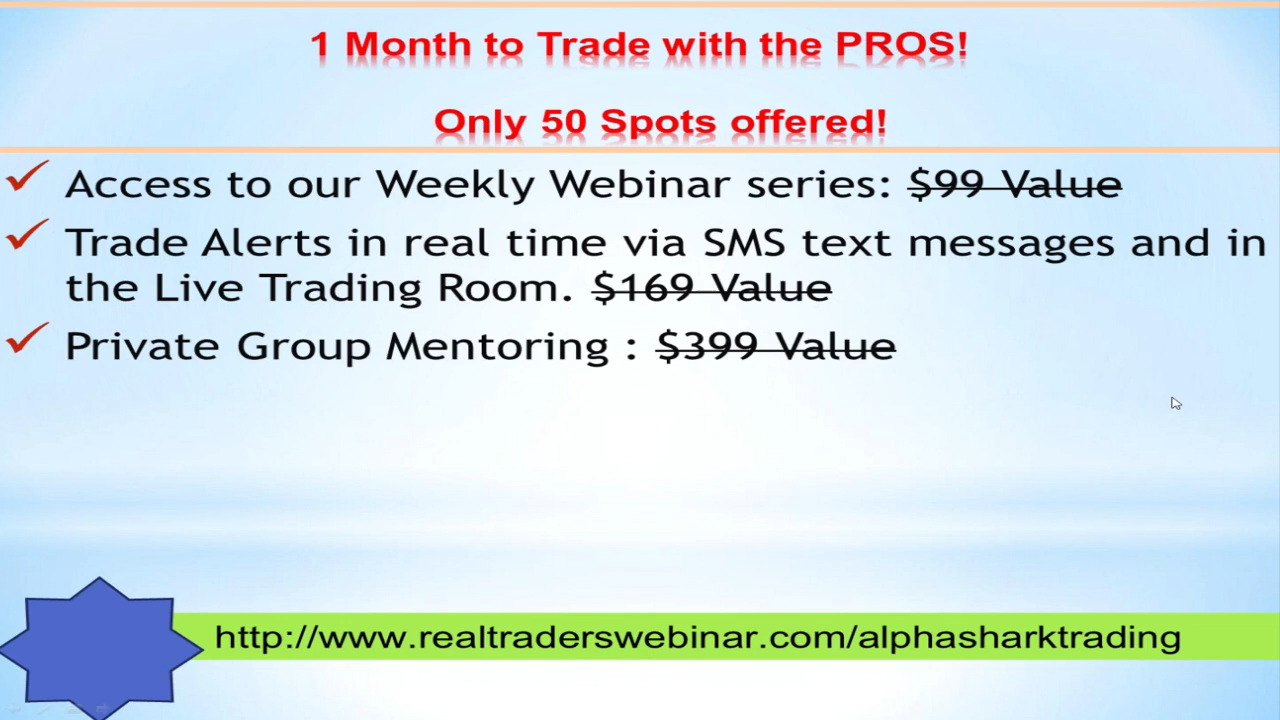 1 Month to Trade with the PROS!
Only 50 Spots offered!
Access to our Weekly Webinar series: $99 Value
Trade Alerts in real time via SMS text messages and in
the Live Trading Room. $169 Value
Private Group Mentoring : $399 Value
http://www.realtraderswebinar.com/alphasharktrading